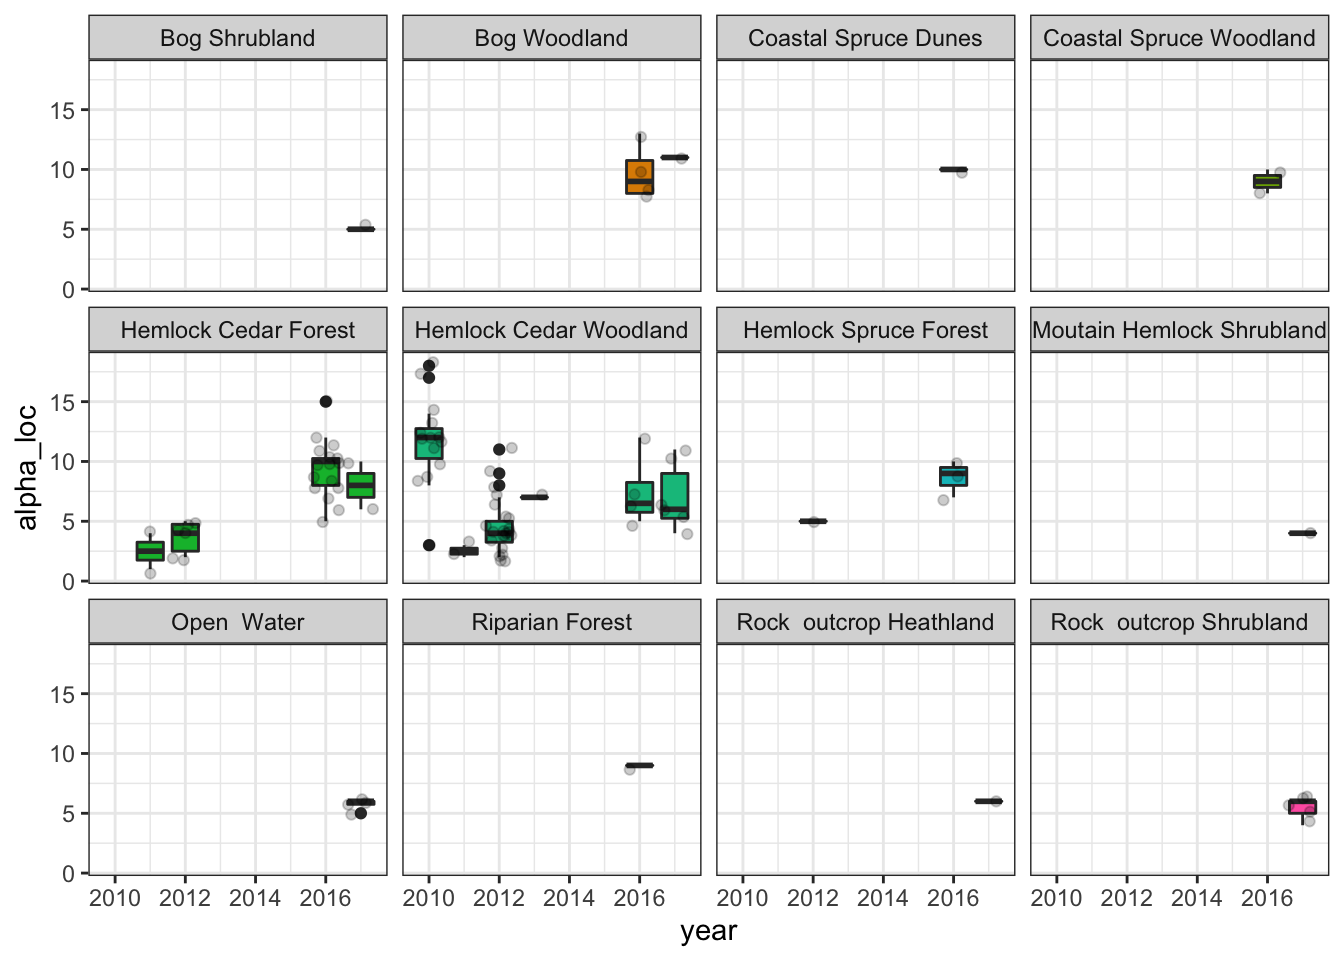 Bog Shrubland
Bog Woodland
Coastal Spruce Dunes
Coastal Spruce Woodland
15
10
5
0
Hemlock Cedar Forest
Hemlock Cedar Woodland
Hemlock Spruce Forest
Moutain Hemlock Shrubland
15
10
5
0
alpha_loc
Open  Water
Riparian Forest
Rock  outcrop Heathland
Rock  outcrop Shrubland
15
10
5
0
2010 2012 2014 2016
2010 2012 2014 2016
2010 2012 2014 2016
2010 2012 2014 2016
year